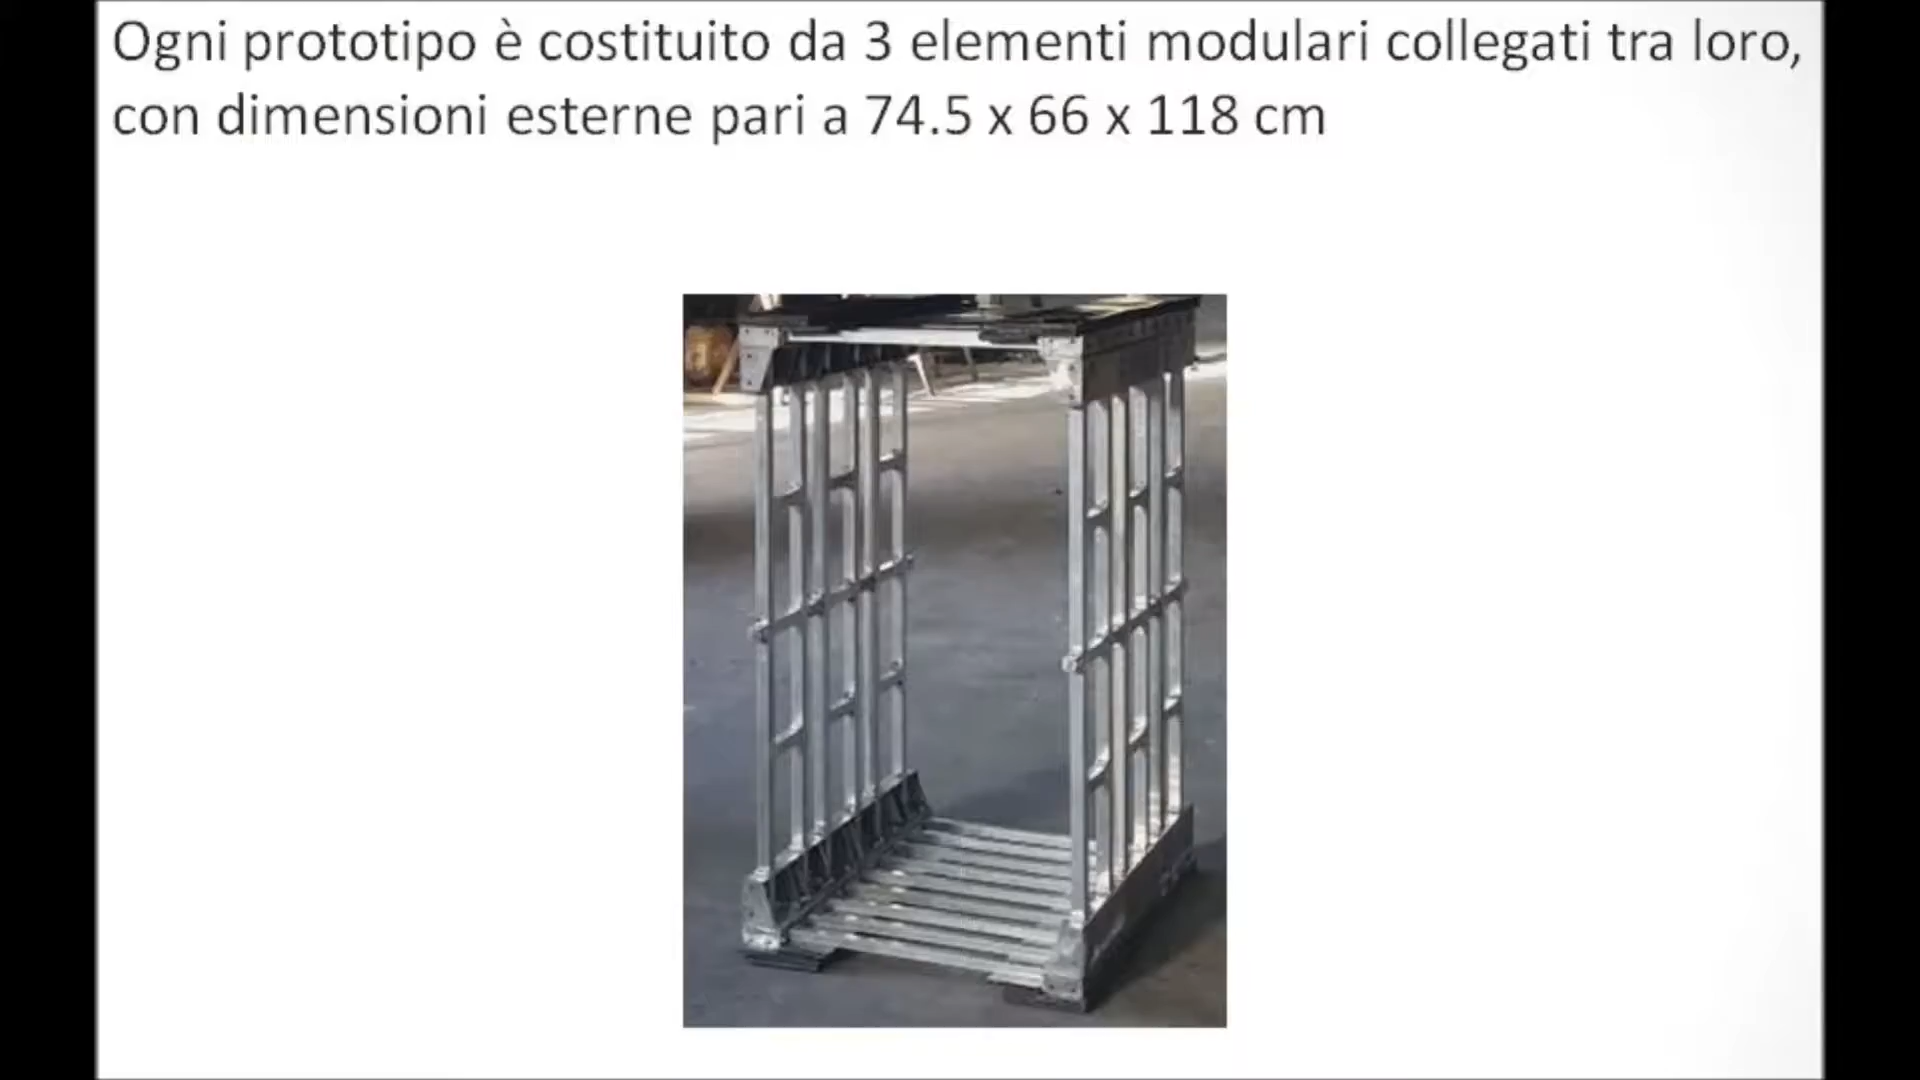 Ogni prototipo è costituito da 3 elementi modulari collegati tra loro,
con dimensioni esterne pari a 74.5 x 66 x 118 cm